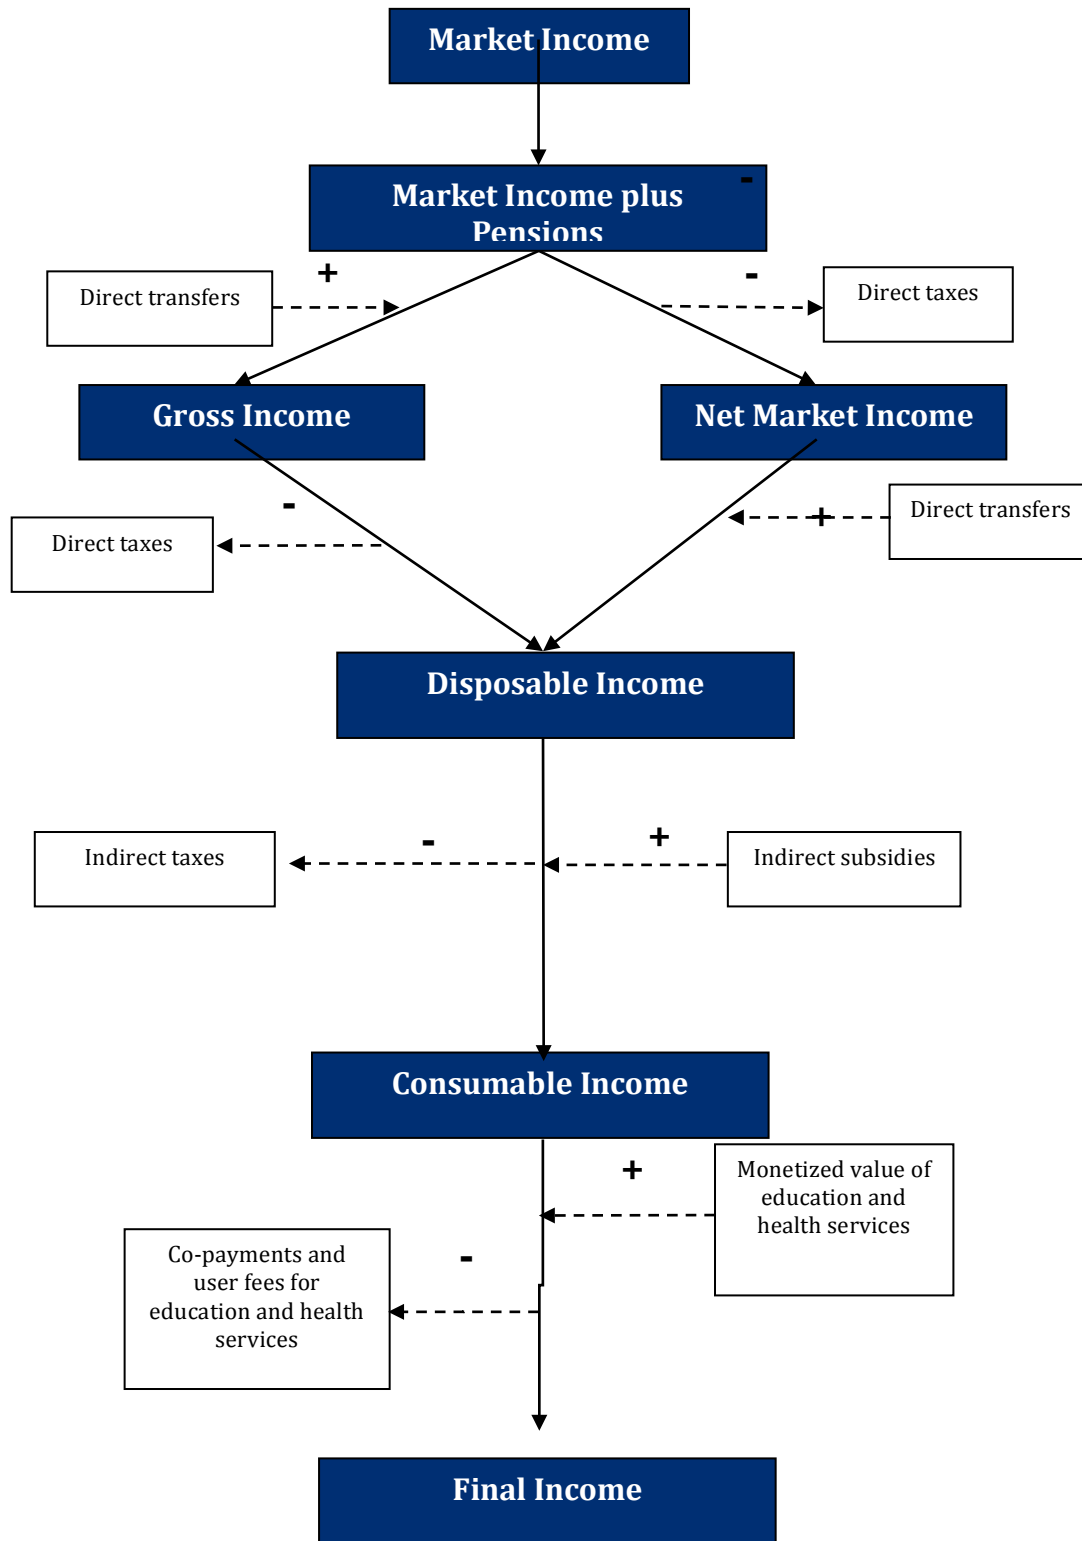 Market Income
Market Income plus
Pensions
-
+
-
Direct transfers
Direct taxes
Gross Income
Net Market Income
-
+
Direct transfers
Direct taxes
Disposable Income
-
+
Indirect taxes
Indirect subsidies
Consumable Income
+
Monetized value of
education and
health services
-
Co-payments and
user fees for
education and health
services
Final Income